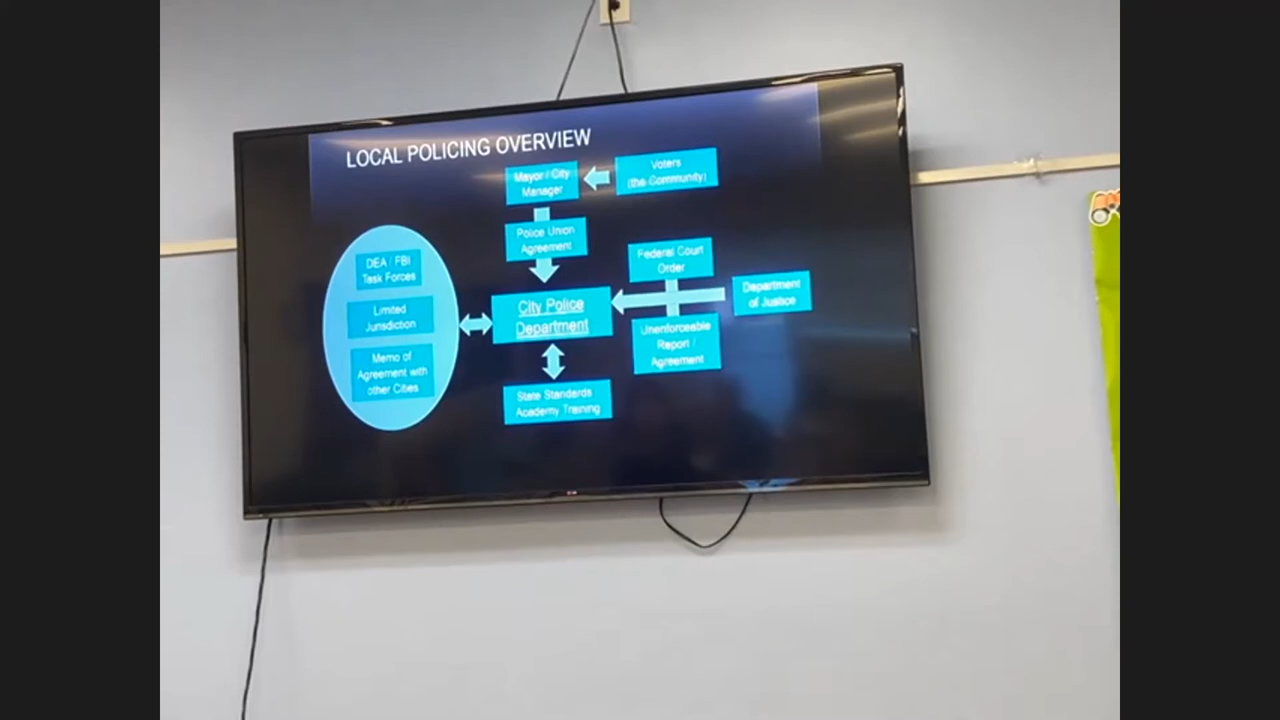 LOCAL POLICING OVERVIEW
Mayor / City
Manager
Voters
(the Community)
Police Union
Agreement
DEA / FBI
Task Forces
Limited
Jurisdiction
Memo of
Agreement with
other Cities
City Police
Department
Federal Court
Order
Department
of Justice
Unenforceable
Report /
Agreement
State Standards
Academy Training